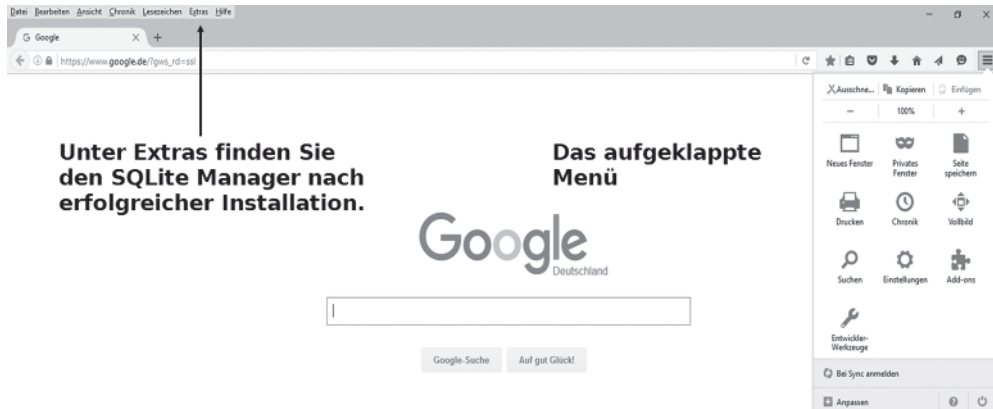 Datei Bearbeiten Ansicht Chronik Lesezeichen Extras Hilfe
G Google × +
https://www.google.de/?gws_rd=ssl
Unter Extras finden Sie
den SQLite Manager nach
erfolgreicher Installation.
Das aufgeklappte
Menü
Google
Deutschland
Google-Suche Auf gut Glück!
Ausschne... Kopieren Einfügen
− 100% +
Neues Fenster Privates Fenster Seite speichern
Drucken Chronik Vollbild
Suchen Einstellungen Add-ons
Entwickler-
Werkzeuge
Bei Sync anmelden
Anpassen